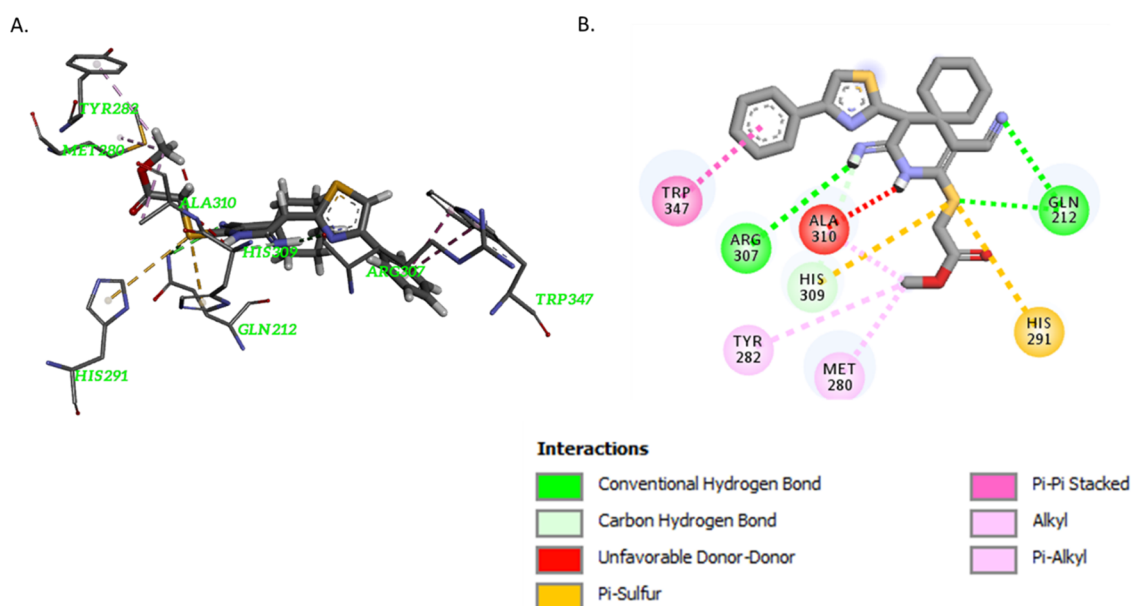 A.
B.
TYR282
MET280
ALA310
HIS309
ARG307
TRP347
GLN212
HIS291
TRP
347
ARG
307
ALA
310
GLN
212
HIS
309
TYR
282
MET
280
HIS
291
Interactions
Conventional Hydrogen Bond
Carbon Hydrogen Bond
Unfavorable Donor-Donor
Pi-Sulfur
Pi-Pi Stacked
Alkyl
Pi-Alkyl